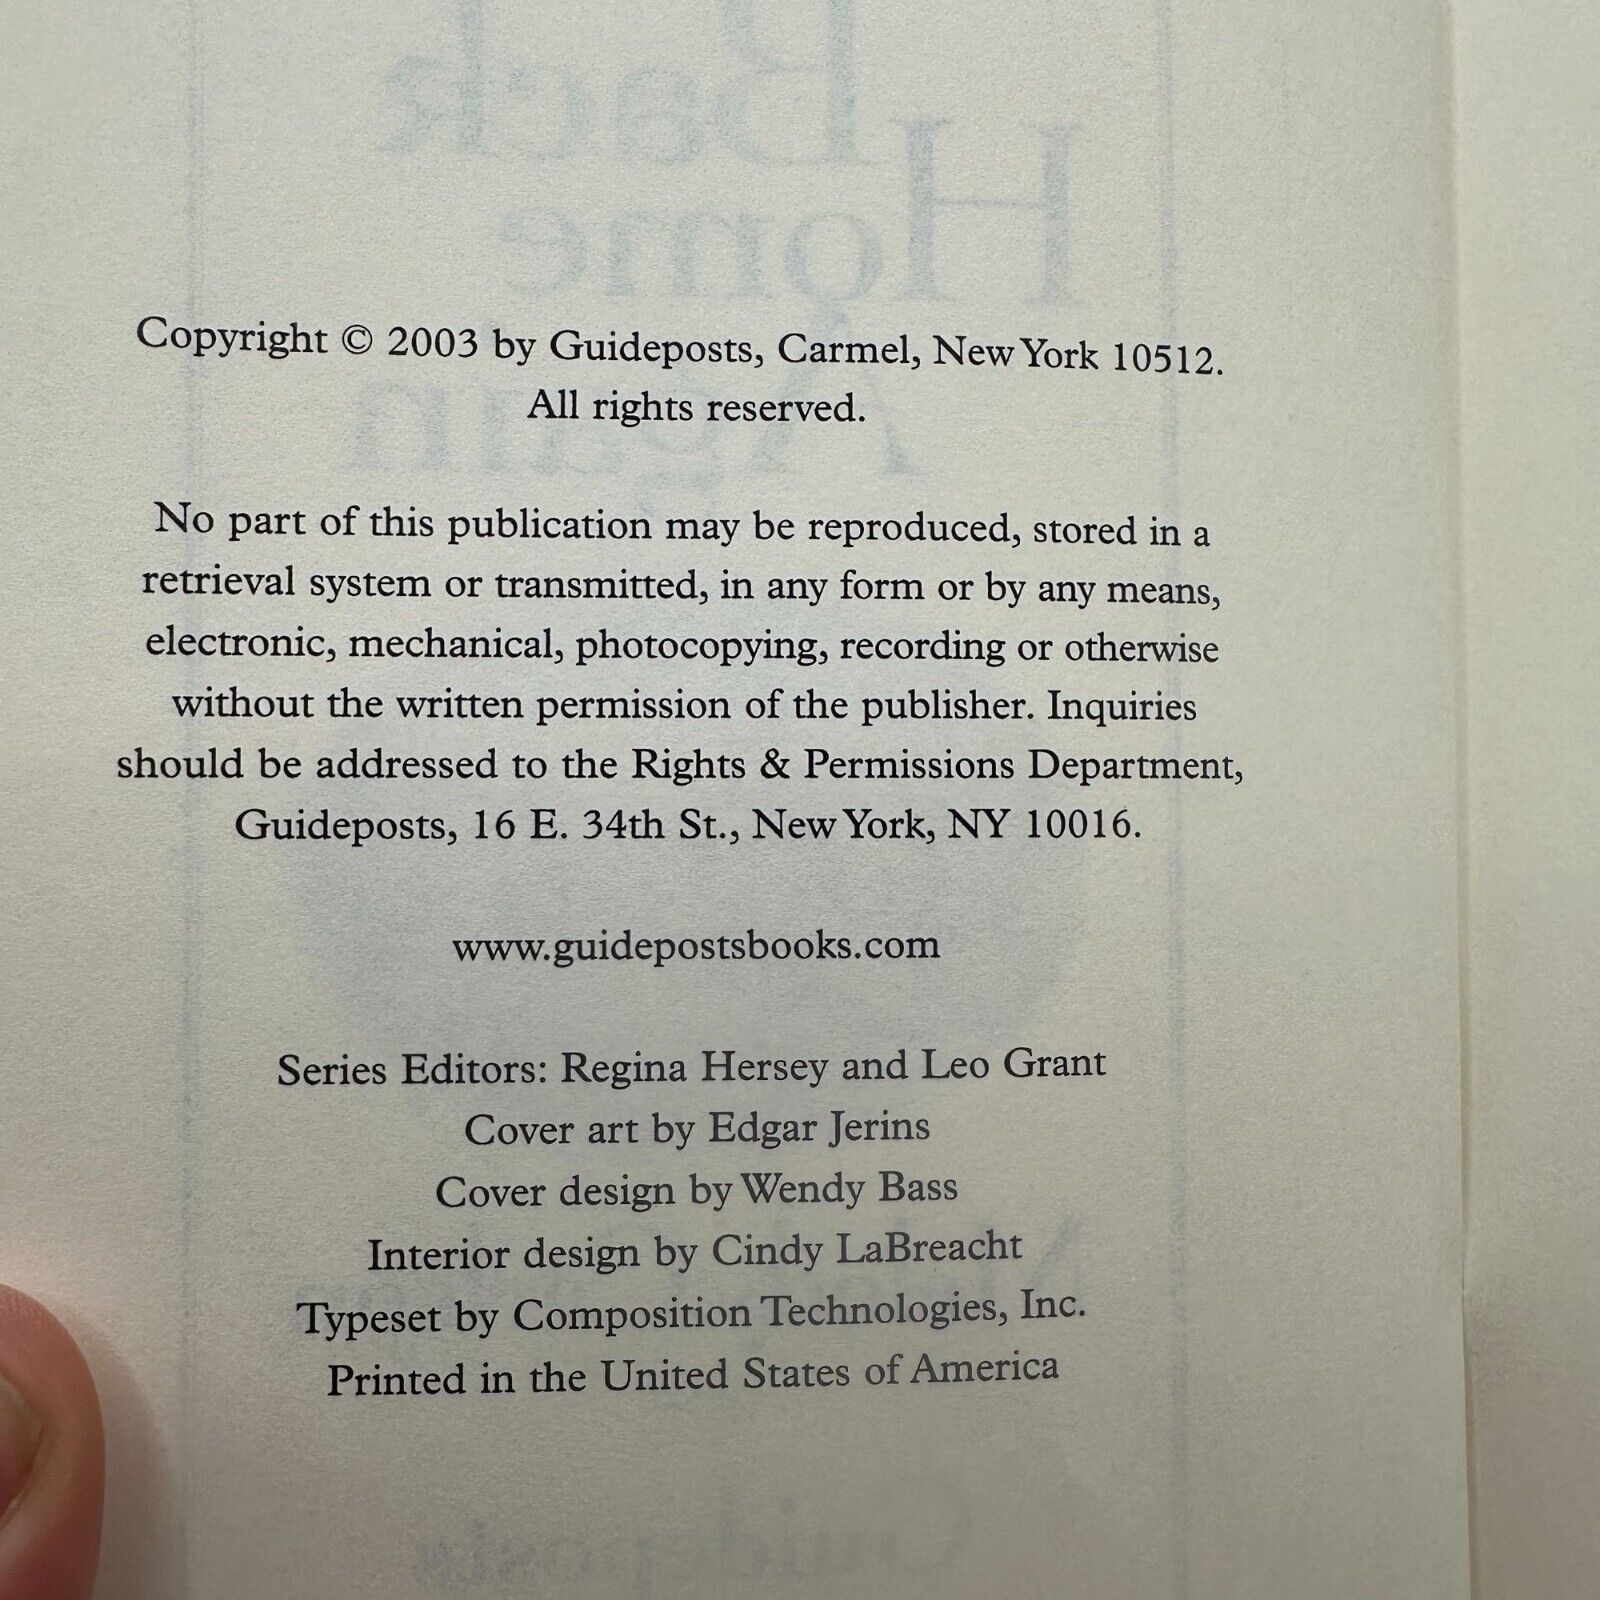 Back
Home
Again
Copyright © 2003 by Guideposts, Carmel, New York 10512.
All rights reserved.
No part of this publication may be reproduced, stored in a
retrieval system or transmitted, in any form or by any means,
electronic, mechanical, photocopying, recording or otherwise
without the written permission of the publisher. Inquiries
should be addressed to the Rights & Permissions Department,
Guideposts, 16 E. 34th St., New York, NY 10016.
www.guidepostsbooks.com
Series Editors: Regina Hersey and Leo Grant
Cover art by Edgar Jerins
Cover design by Wendy Bass
Interior design by Cindy LaBreacht
Typeset by Composition Technologies, Inc.
Printed in the United States of America
Guideposts